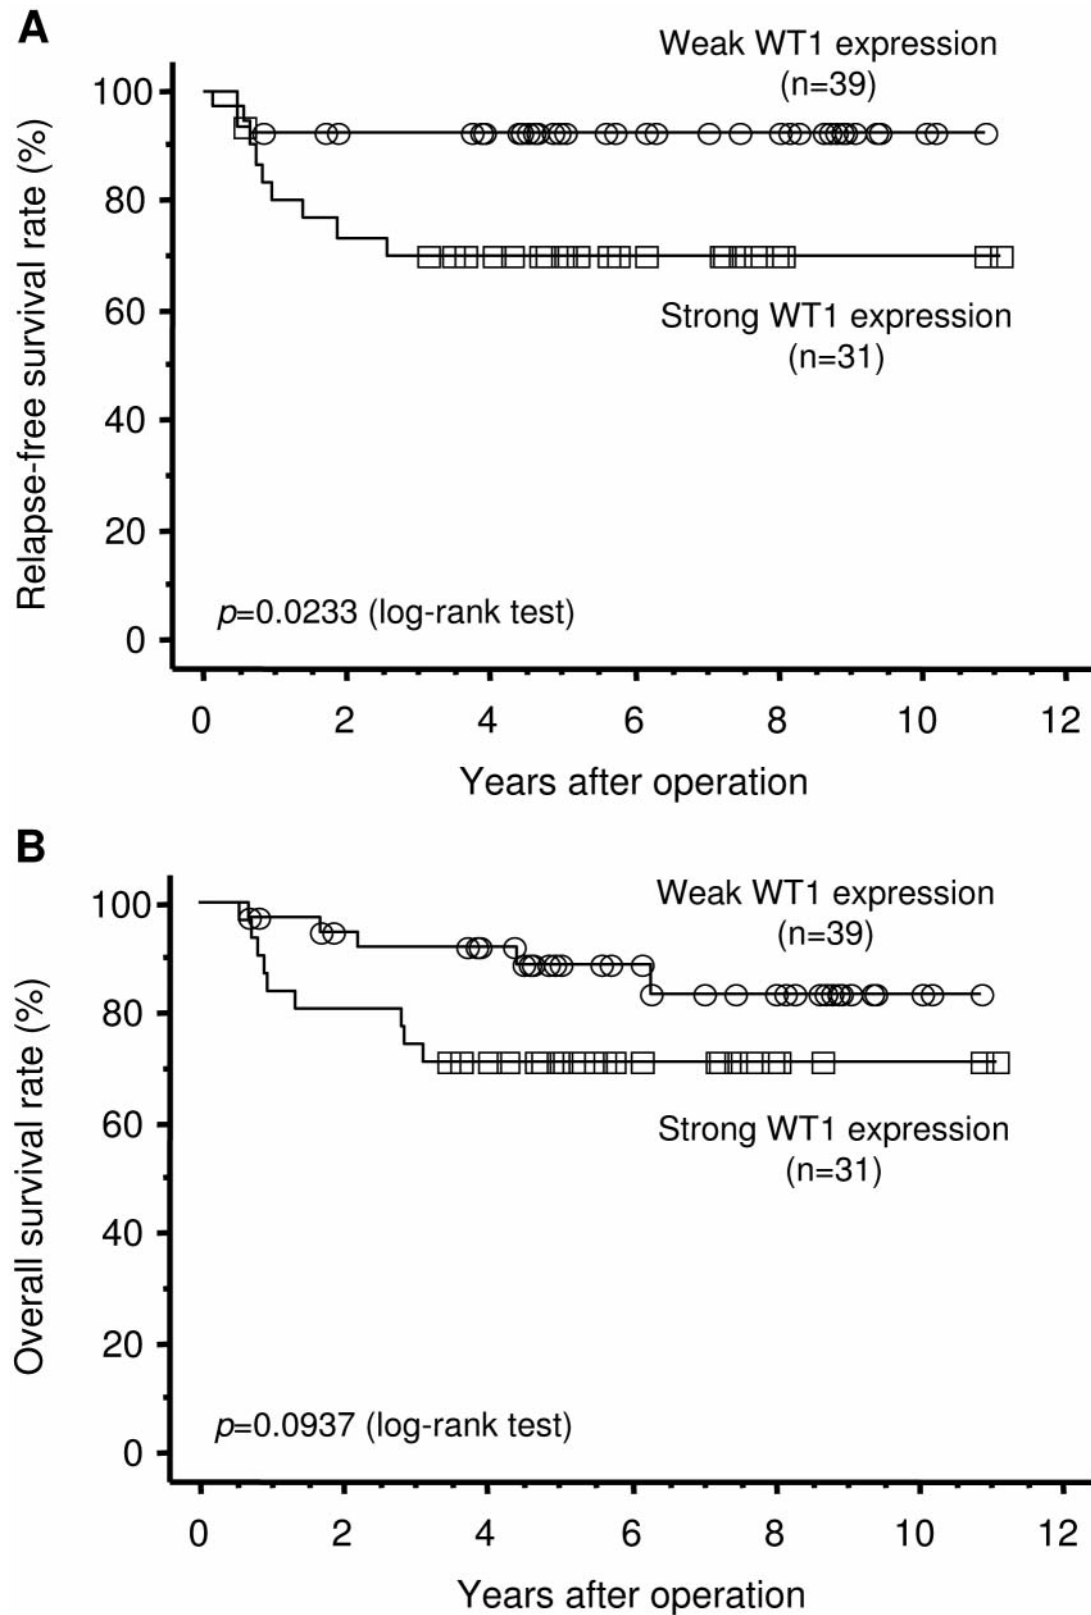 A
Weak WT1 expression
(n=39)
100
80
60
40
20
0
Relapse-free survival rate (%)
Strong WT1 expression
(n=31)
p=0.0233 (log-rank test)
0 2 4 6 8 10 12
Years after operation
B
Weak WT1 expression
(n=39)
100
80
60
40
20
0
Overall survival rate (%)
Strong WT1 expression
(n=31)
p=0.0937 (log-rank test)
0 2 4 6 8 10 12
Years after operation